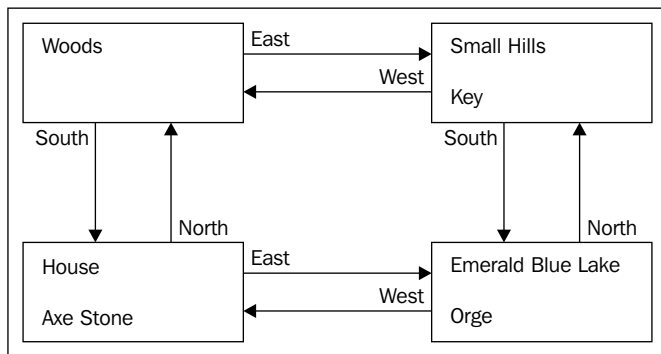 Woods
East
Small Hills
West
Key
South
South
North
North
House
East
Emerald Blue Lake
West
Axe Stone
Orge